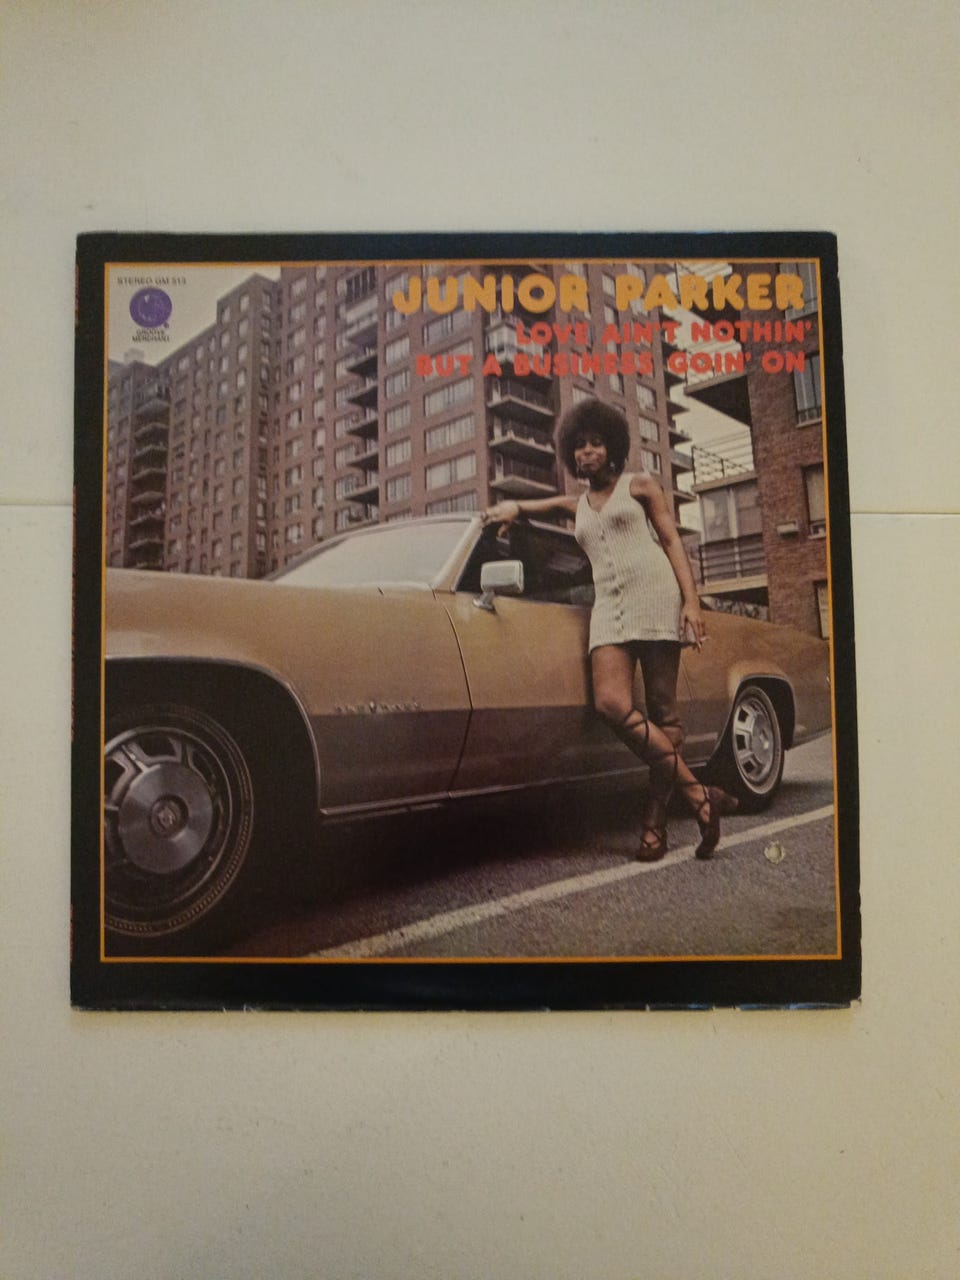 STEREO GM 513
GROOVE
MERCHANT
JUNIOR PARKER
LOVE AIN'T NOTHIN'
BUT A BUSINESS GOIN' ON